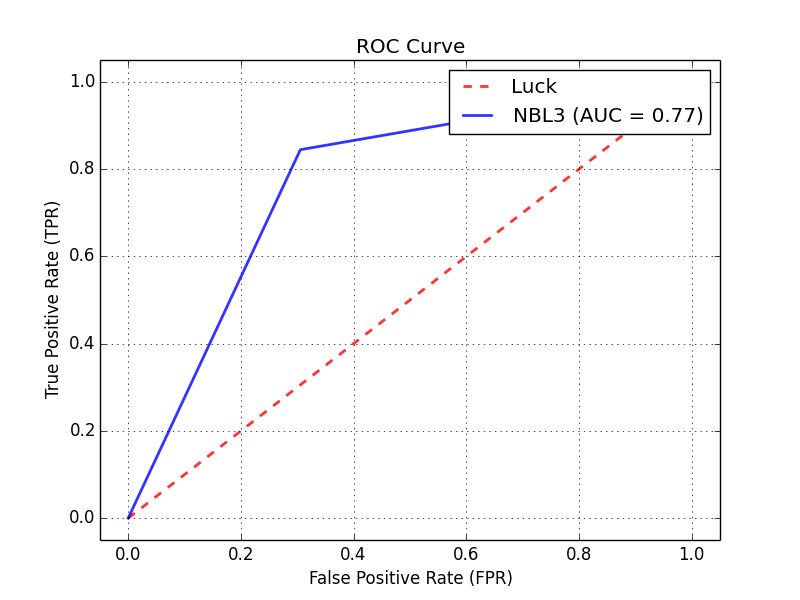 ROC Curve
Luck
NBL3 (AUC = 0.77)
True Positive Rate (TPR)
1.0
0.8
0.6
0.4
0.2
0.0
0.0 0.2 0.4 0.6 0.8 1.0
False Positive Rate (FPR)